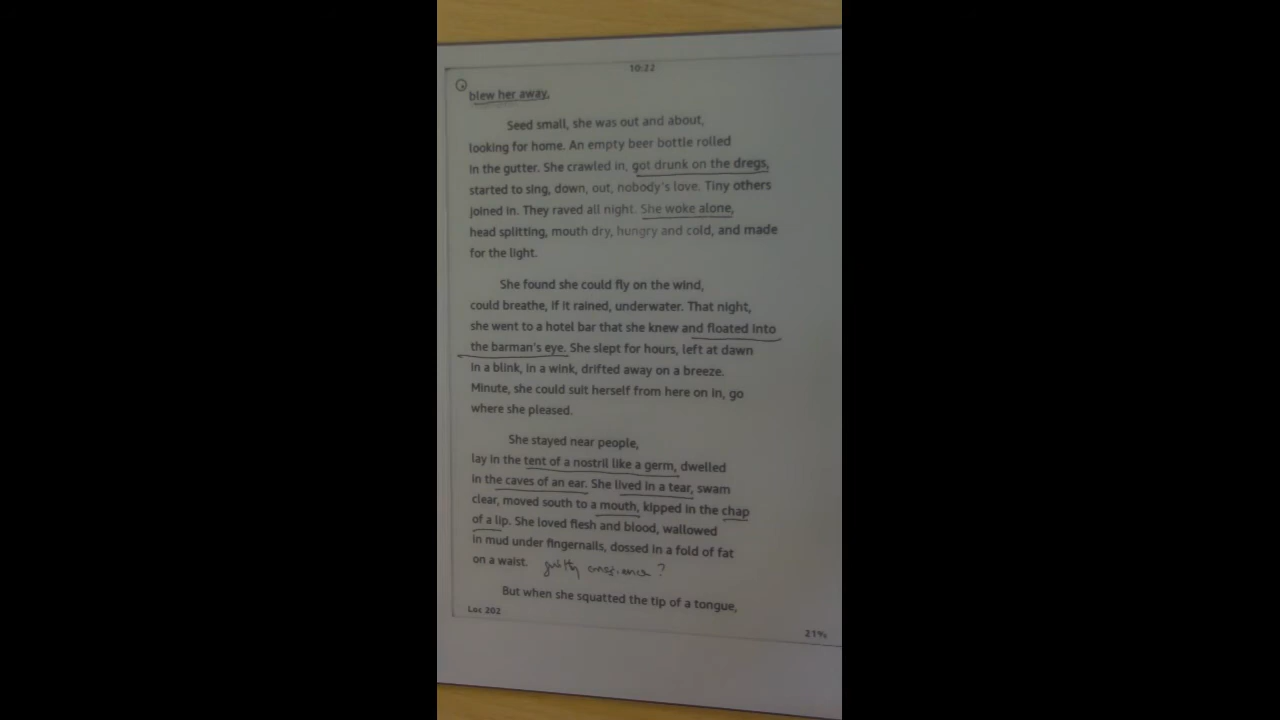 10:22
blew her away.
Seed small, she was out and about,
looking for home. An empty beer bottle rolled
in the gutter. She crawled in, got drunk on the dregs,
started to sing, down, out, nobody's love. Tiny others
joined in. They raved all night. She woke alone,
head splitting, mouth dry, hungry and cold, and made
for the light.
She found she could fly on the wind,
could breathe, if it rained, underwater. That night,
she went to a hotel bar that she knew and floated into
the barman's eye. She slept for hours, left at dawn
in a blink, in a wink, drifted away on a breeze.
Minute, she could suit herself from here on in, go
where she pleased.
She stayed near people,
lay in the tent of a nostril like a germ, dwelled
in the caves of an ear. She lived in a tear, swam
clear, moved south to a mouth, kipped in the chap
of a lip. She loved flesh and blood, wallowed
in mud under fingernails, dossed in a fold of fat
on a waist. guilty conscience?
But when she squatted the tip of a tongue,
Loc 202
21%